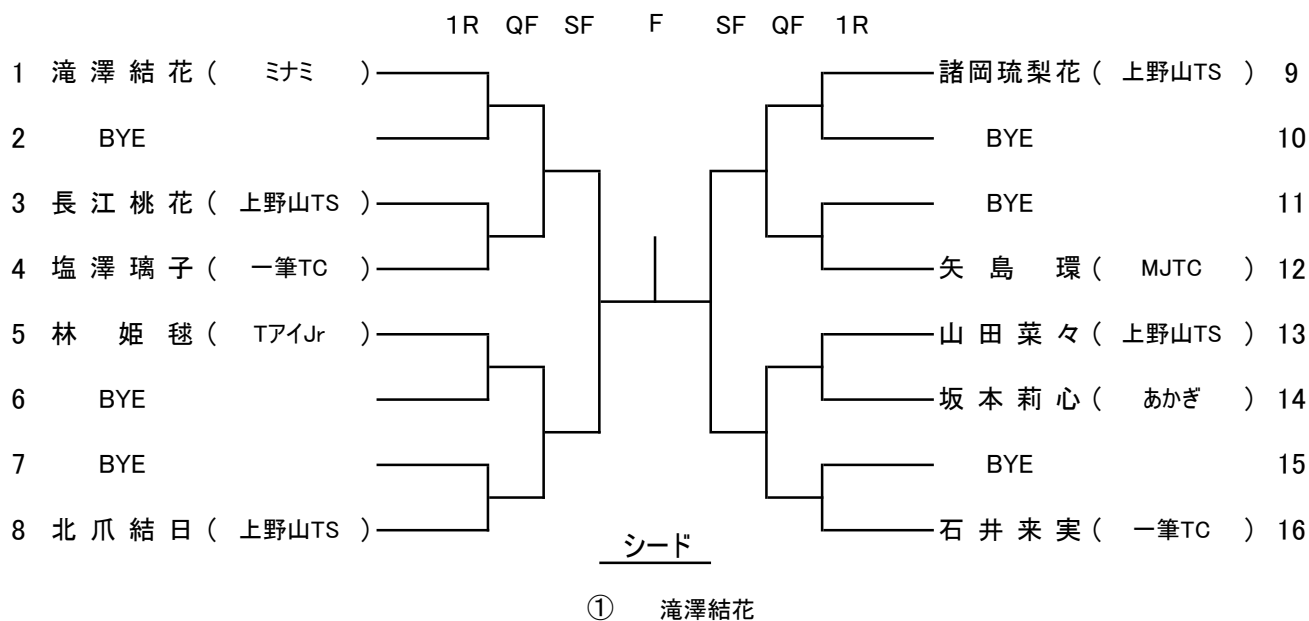 1R QF SF F SF QF 1R
1 滝澤結花 ( ミナミ ) 諸岡琉梨花 ( 上野山TS ) 9
2 BYE BYE 10
3 長江桃花 ( 上野山TS ) BYE 11
4 塩澤璃子 ( 一筆TC ) 矢島 環 ( MJTC ) 12
5 林 姫毬 ( TアイJr ) 山田菜々 ( 上野山TS ) 13
6 BYE 坂本莉心 ( あかぎ ) 14
7 BYE BYE 15
8 北爪結日 ( 上野山TS ) 石井来実 ( 一筆TC ) 16
シード
① 滝澤結花